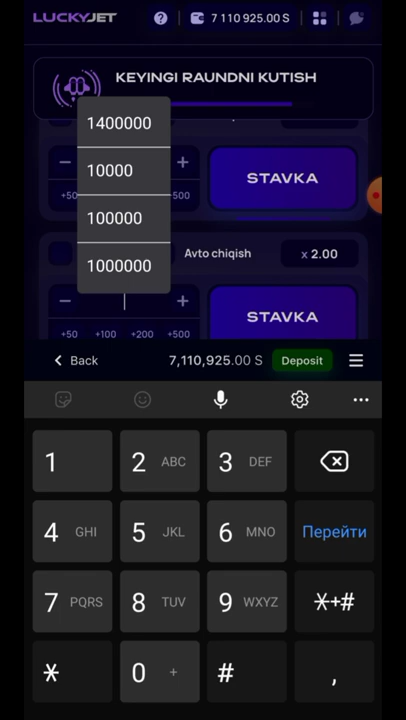 LUCKYJET
? 7 110 925.00 S
KEYINGI RAUNDNI KUTISH
1400000
10000
100000
1000000
− + STAVKA
+50 500
Avto chiqish x 2.00
− + STAVKA
+50 +100 +200 +500
Back 7,110,925.00 S Deposit
1 2 ABC 3 DEF
4 GHI 5 JKL 6 MNO Перейти
7 PQRS 8 TUV 9 WXYZ *+#
* 0 + # ,